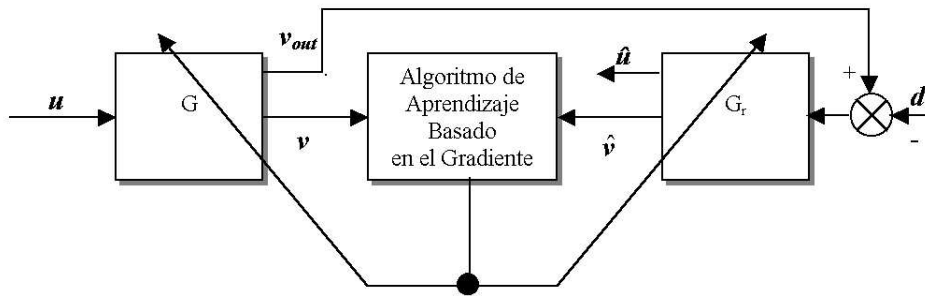 v_out
u
G
v
Algoritmo de
Aprendizaje
Basado
en el Gradiente
û
v̂
G_r
+
d
-